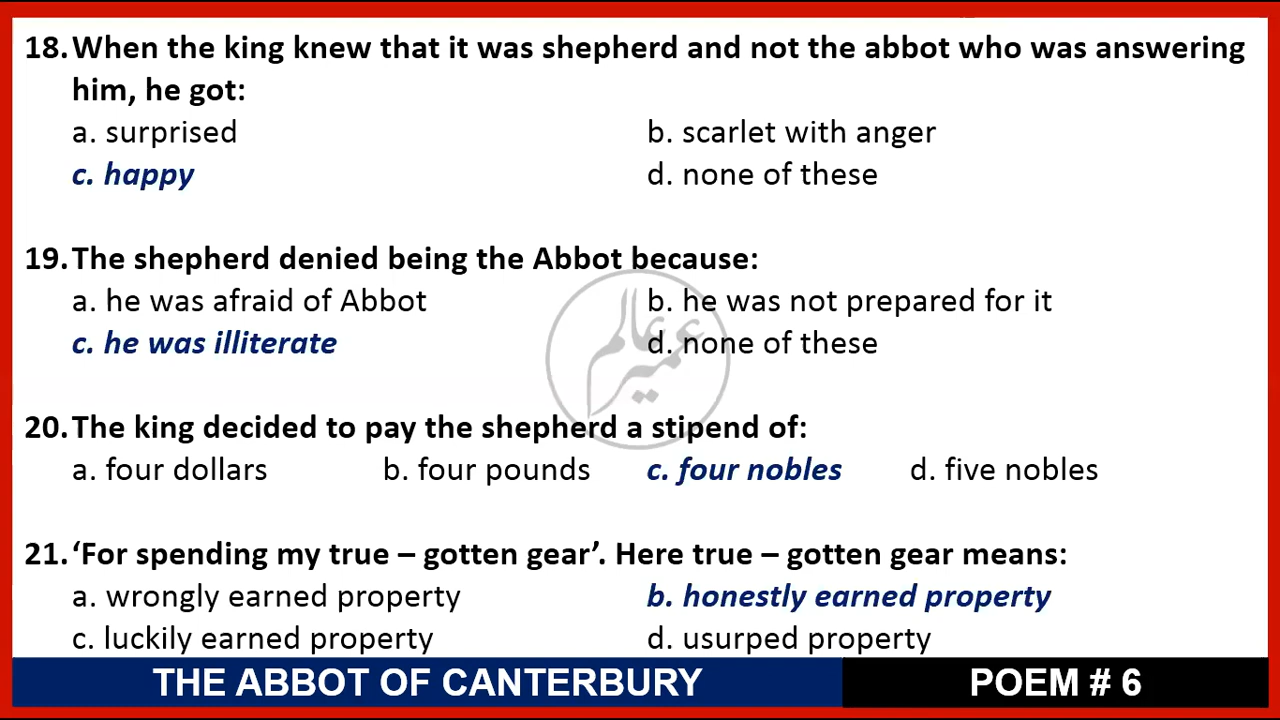 18. When the king knew that it was shepherd and not the abbot who was answering
him, he got:
a. surprised b. scarlet with anger
c. happy d. none of these
19. The shepherd denied being the Abbot because:
a. he was afraid of Abbot b. he was not prepared for it
c. he was illiterate d. none of these
20. The king decided to pay the shepherd a stipend of:
a. four dollars b. four pounds c. four nobles d. five nobles
21. ‘For spending my true – gotten gear’. Here true – gotten gear means:
a. wrongly earned property b. honestly earned property
c. luckily earned property d. usurped property
THE ABBOT OF CANTERBURY POEM # 6
عمیر عالم